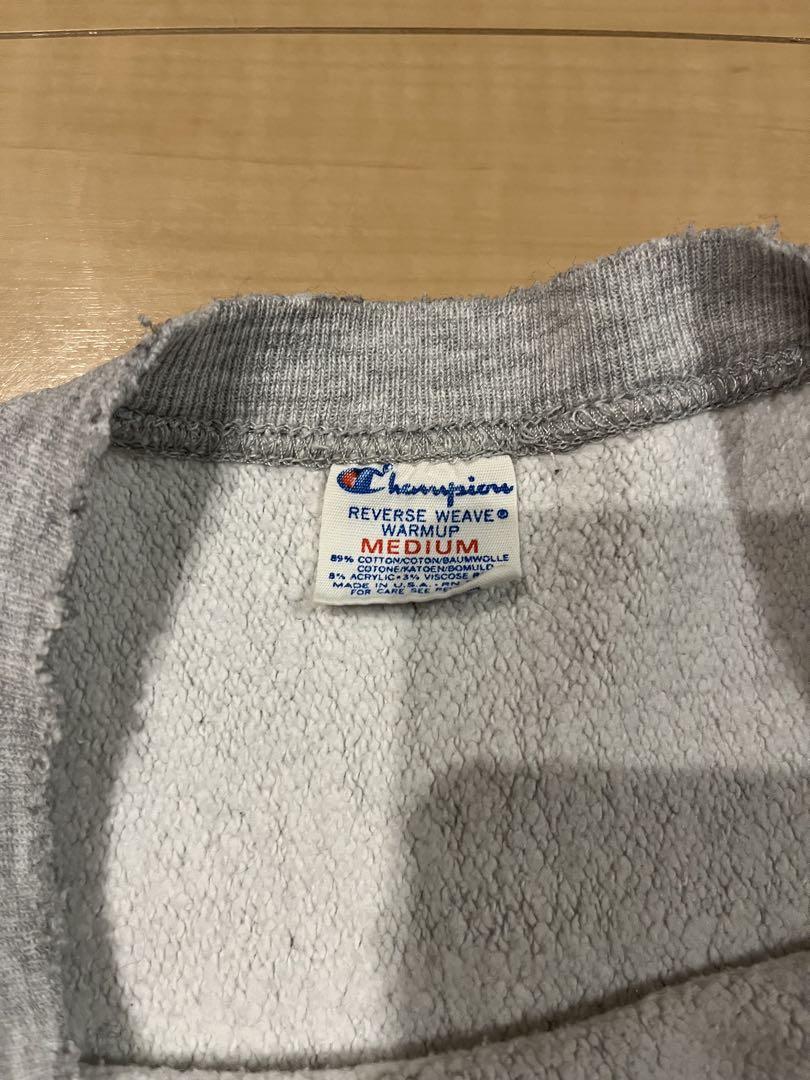 Champion
REVERSE WEAVE®
WARMUP
MEDIUM
89% COTTON/COTON/BAUMWOLLE
COTONE/KATOEN/BOMULD
8% ACRYLIC • 3% VISCOSE
MADE IN U.S.A. • RN
FOR CARE SEE